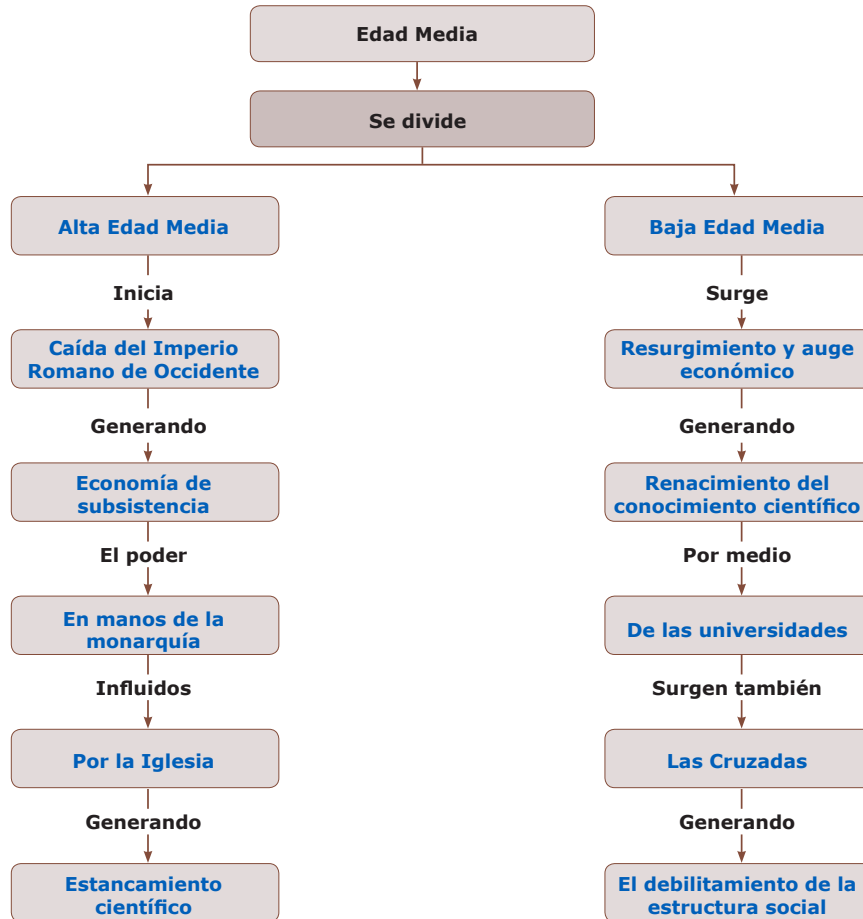 Edad Media
Se divide
Alta Edad Media
Inicia
Caída del Imperio
Romano de Occidente
Generando
Economía de
subsistencia
El poder
En manos de la
monarquía
Influidos
Por la Iglesia
Generando
Estancamiento
científico
Baja Edad Media
Surge
Resurgimiento y auge
económico
Generando
Renacimiento del
conocimiento científico
Por medio
De las universidades
Surgen también
Las Cruzadas
Generando
El debilitamiento de la
estructura social